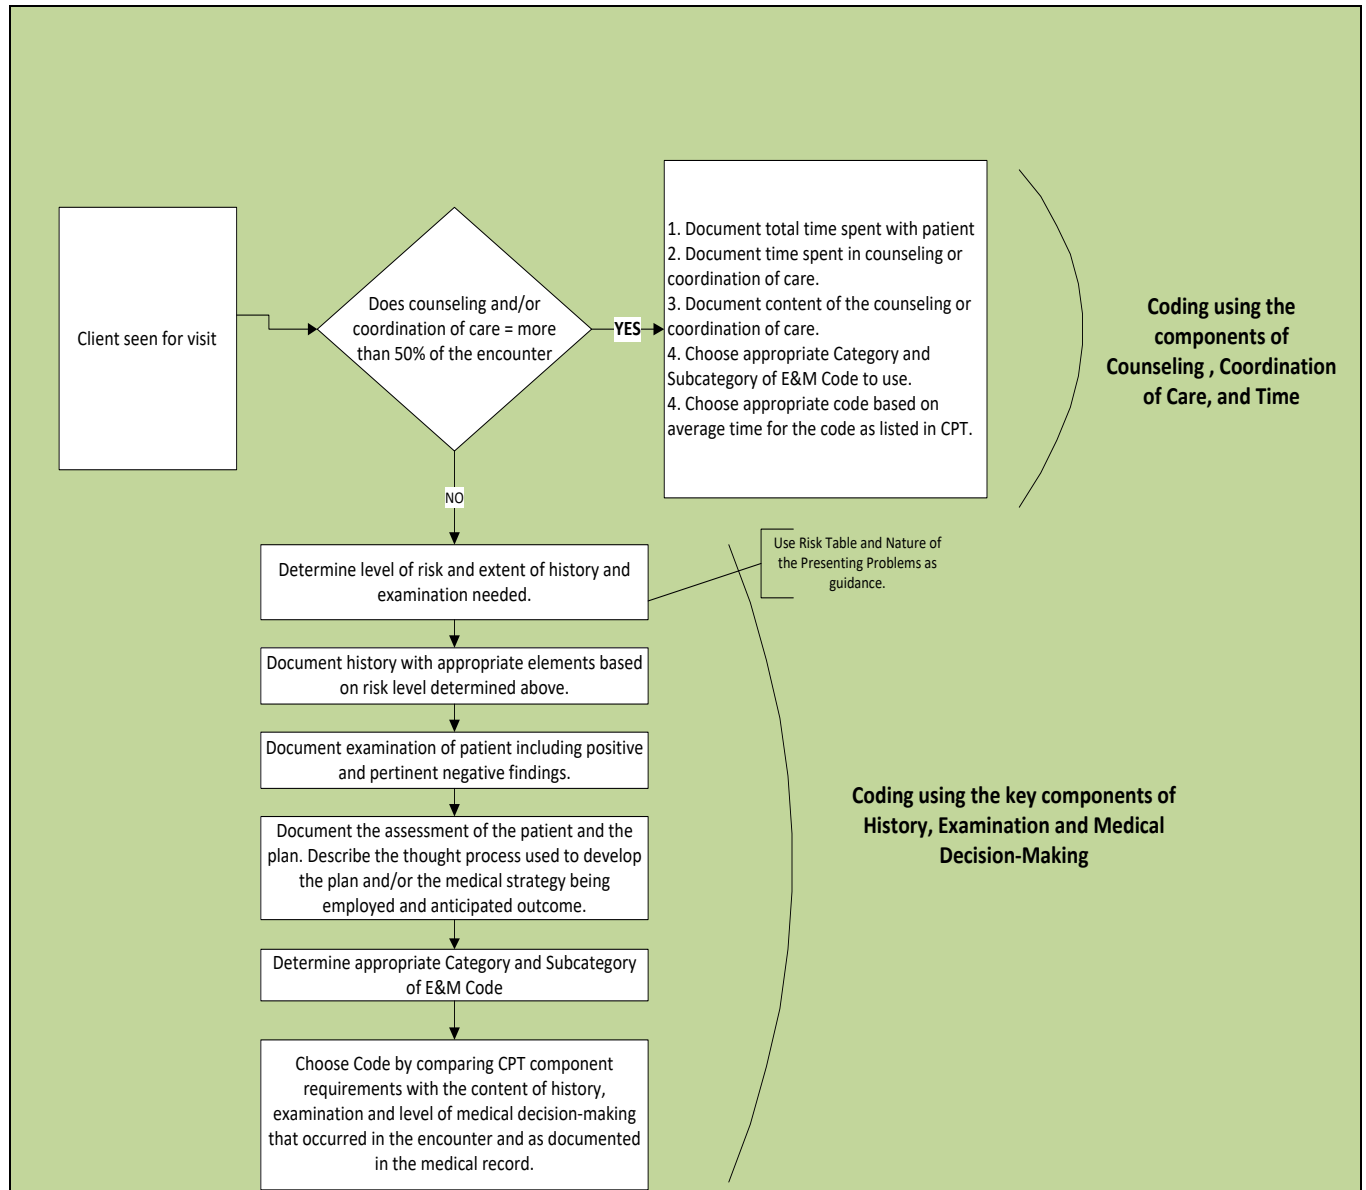 Client seen for visit
Does counseling and/or
coordination of care = more
than 50% of the encounter
YES
1. Document total time spent with patient
2. Document time spent in counseling or
coordination of care.
3. Document content of the counseling or
coordination of care.
4. Choose appropriate Category and
Subcategory of E&M Code to use.
4. Choose appropriate code based on
average time for the code as listed in CPT.
Coding using the
components of
Counseling , Coordination
of Care, and Time
NO
Determine level of risk and extent of history and
examination needed.
Use Risk Table and Nature of
the Presenting Problems as
guidance.
Document history with appropriate elements based
on risk level determined above.
Document examination of patient including positive
and pertinent negative findings.
Document the assessment of the patient and the
plan. Describe the thought process used to develop
the plan and/or the medical strategy being
employed and anticipated outcome.
Determine appropriate Category and Subcategory
of E&M Code
Choose Code by comparing CPT component
requirements with the content of history,
examination and level of medical decision-making
that occurred in the encounter and as documented
in the medical record.
Coding using the key components of
History, Examination and Medical
Decision-Making